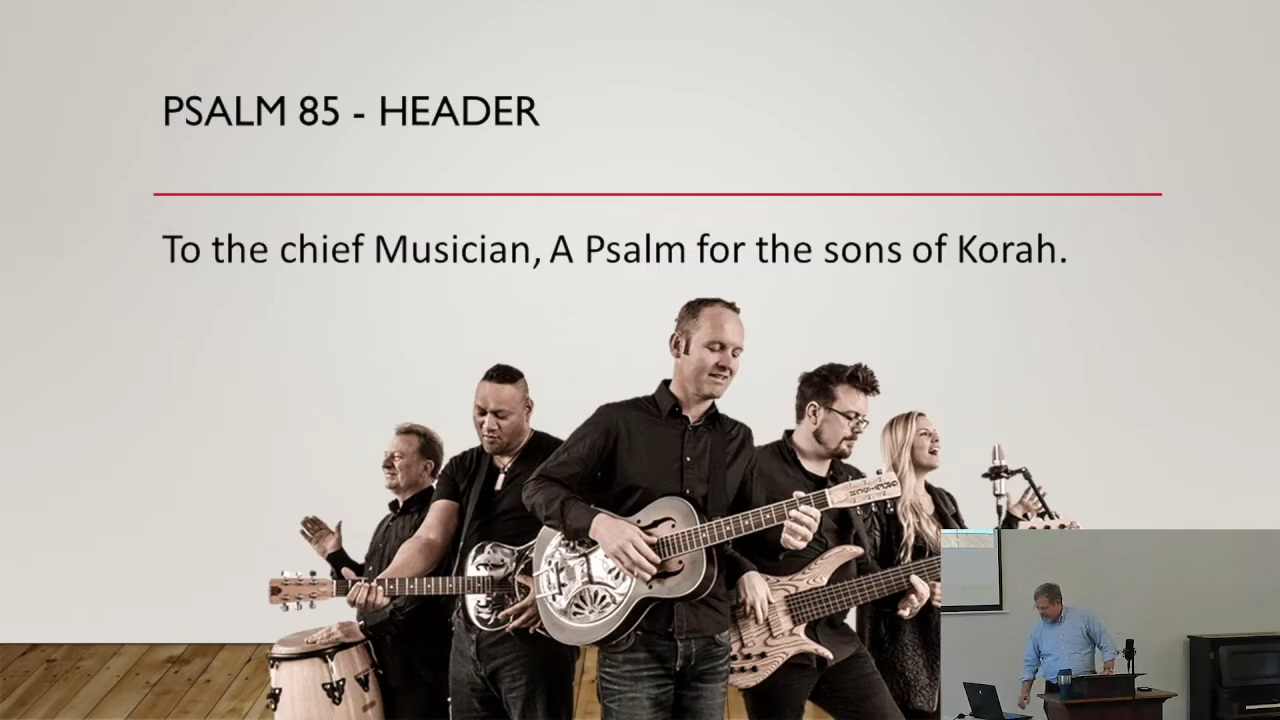 PSALM 85 - HEADER
To the chief Musician, A Psalm for the sons of Korah.